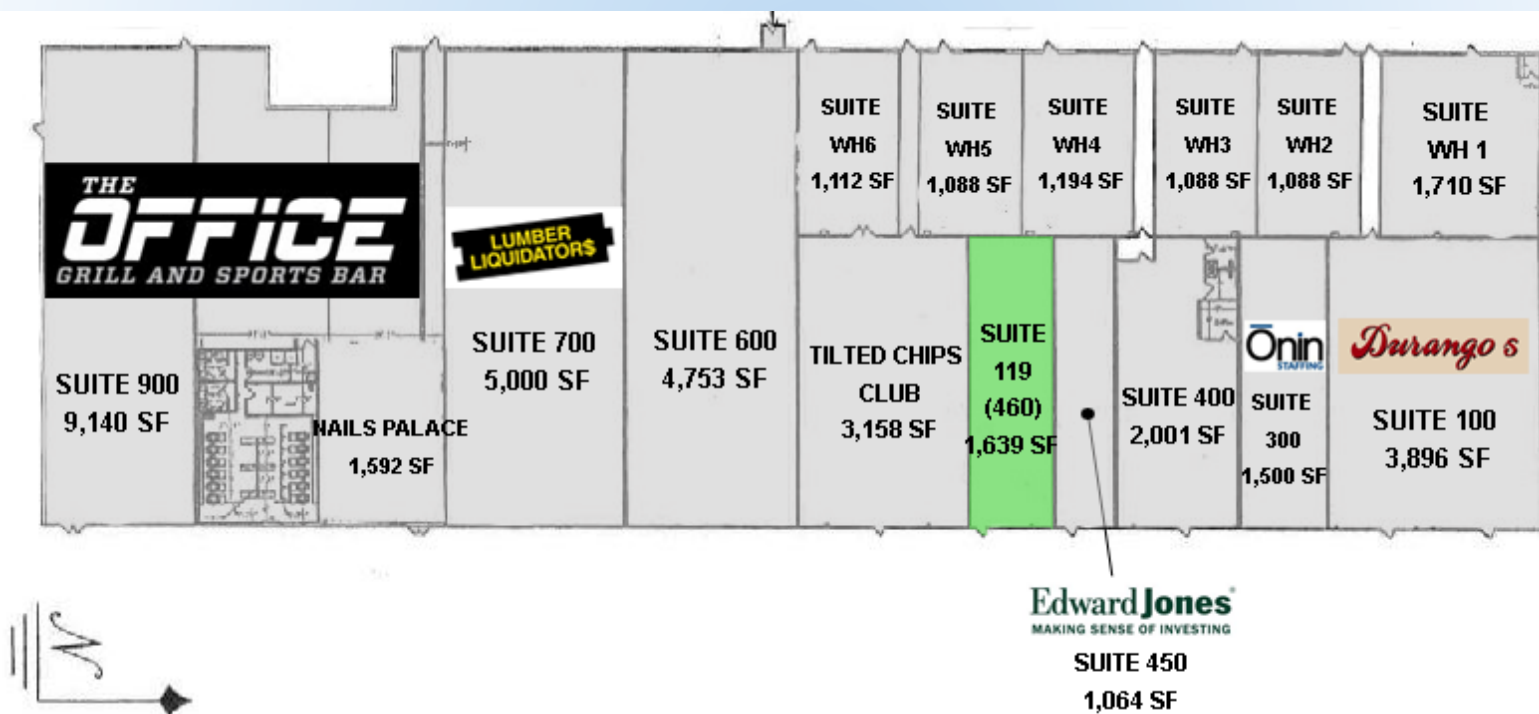 THE
OFFICE
GRILL AND SPORTS BAR
SUITE 900
9,140 SF
NAILS PALACE
1,592 SF
LUMBER
LIQUIDATOR$
SUITE 700
5,000 SF
SUITE 600
4,753 SF
SUITE
WH6
1,112 SF
SUITE
WH5
1,088 SF
SUITE
WH4
1,194 SF
SUITE
WH3
1,088 SF
SUITE
WH2
1,088 SF
SUITE
WH 1
1,710 SF
TILTED CHIPS
CLUB
3,158 SF
SUITE
119
(460)
1,639 SF
SUITE 400
2,001 SF
Ōnin
STAFFING
SUITE
300
1,500 SF
Durango s
SUITE 100
3,896 SF
Edward Jones
MAKING SENSE OF INVESTING
SUITE 450
1,064 SF
N